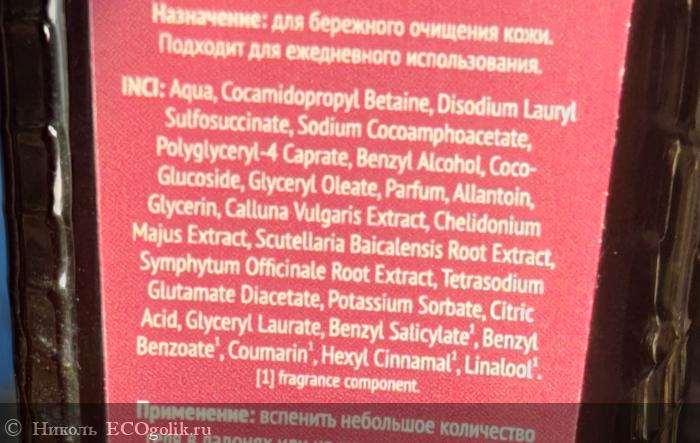 Назначение: для бережного очищения кожи.
Подходит для ежедневного использования.
INCI: Aqua, Cocamidopropyl Betaine, Disodium Lauryl
Sulfosuccinate, Sodium Cocoamphoacetate,
Polyglyceryl-4 Caprate, Benzyl Alcohol, Coco-
Glucoside, Glyceryl Oleate, Parfum, Allantoin,
Glycerin, Calluna Vulgaris Extract, Chelidonium
Majus Extract, Scutellaria Baicalensis Root Extract,
Symphytum Officinale Root Extract, Tetrasodium
Glutamate Diacetate, Potassium Sorbate, Citric
Acid, Glyceryl Laurate, Benzyl Salicylate¹, Benzyl
Benzoate¹, Coumarin¹, Hexyl Cinnamal¹, Linalool¹.
[1] fragrance component.
Применение: вспенить небольшое количество
в ладонях или
© Николь ECOgolik.ru